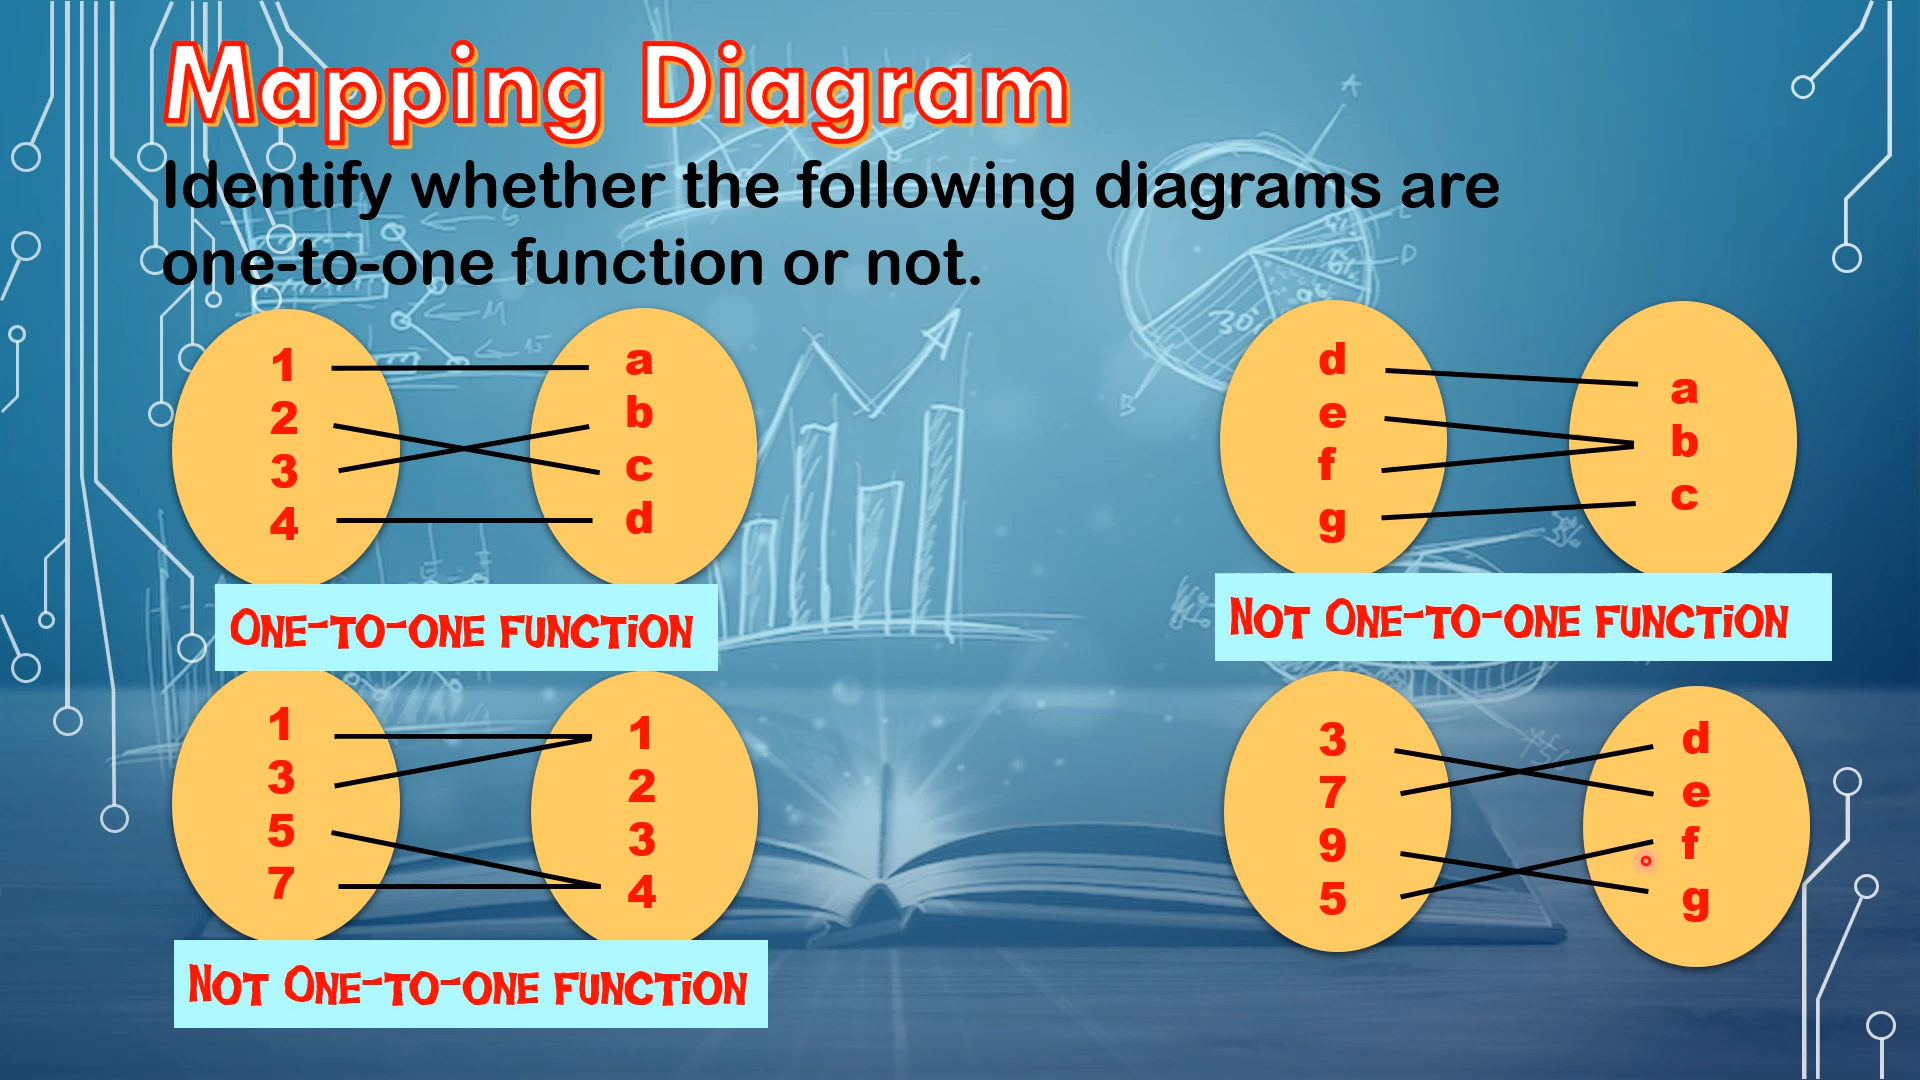 Mapping Diagram
Identify whether the following diagrams are
one-to-one function or not.
1
2
3
4
a
b
c
d
One-to-one function
d
e
f
g
a
b
c
Not One-to-one function
1
3
5
7
1
2
3
4
Not One-to-one function
3
7
9
5
d
e
f
g
A
B
D
M
30%
15